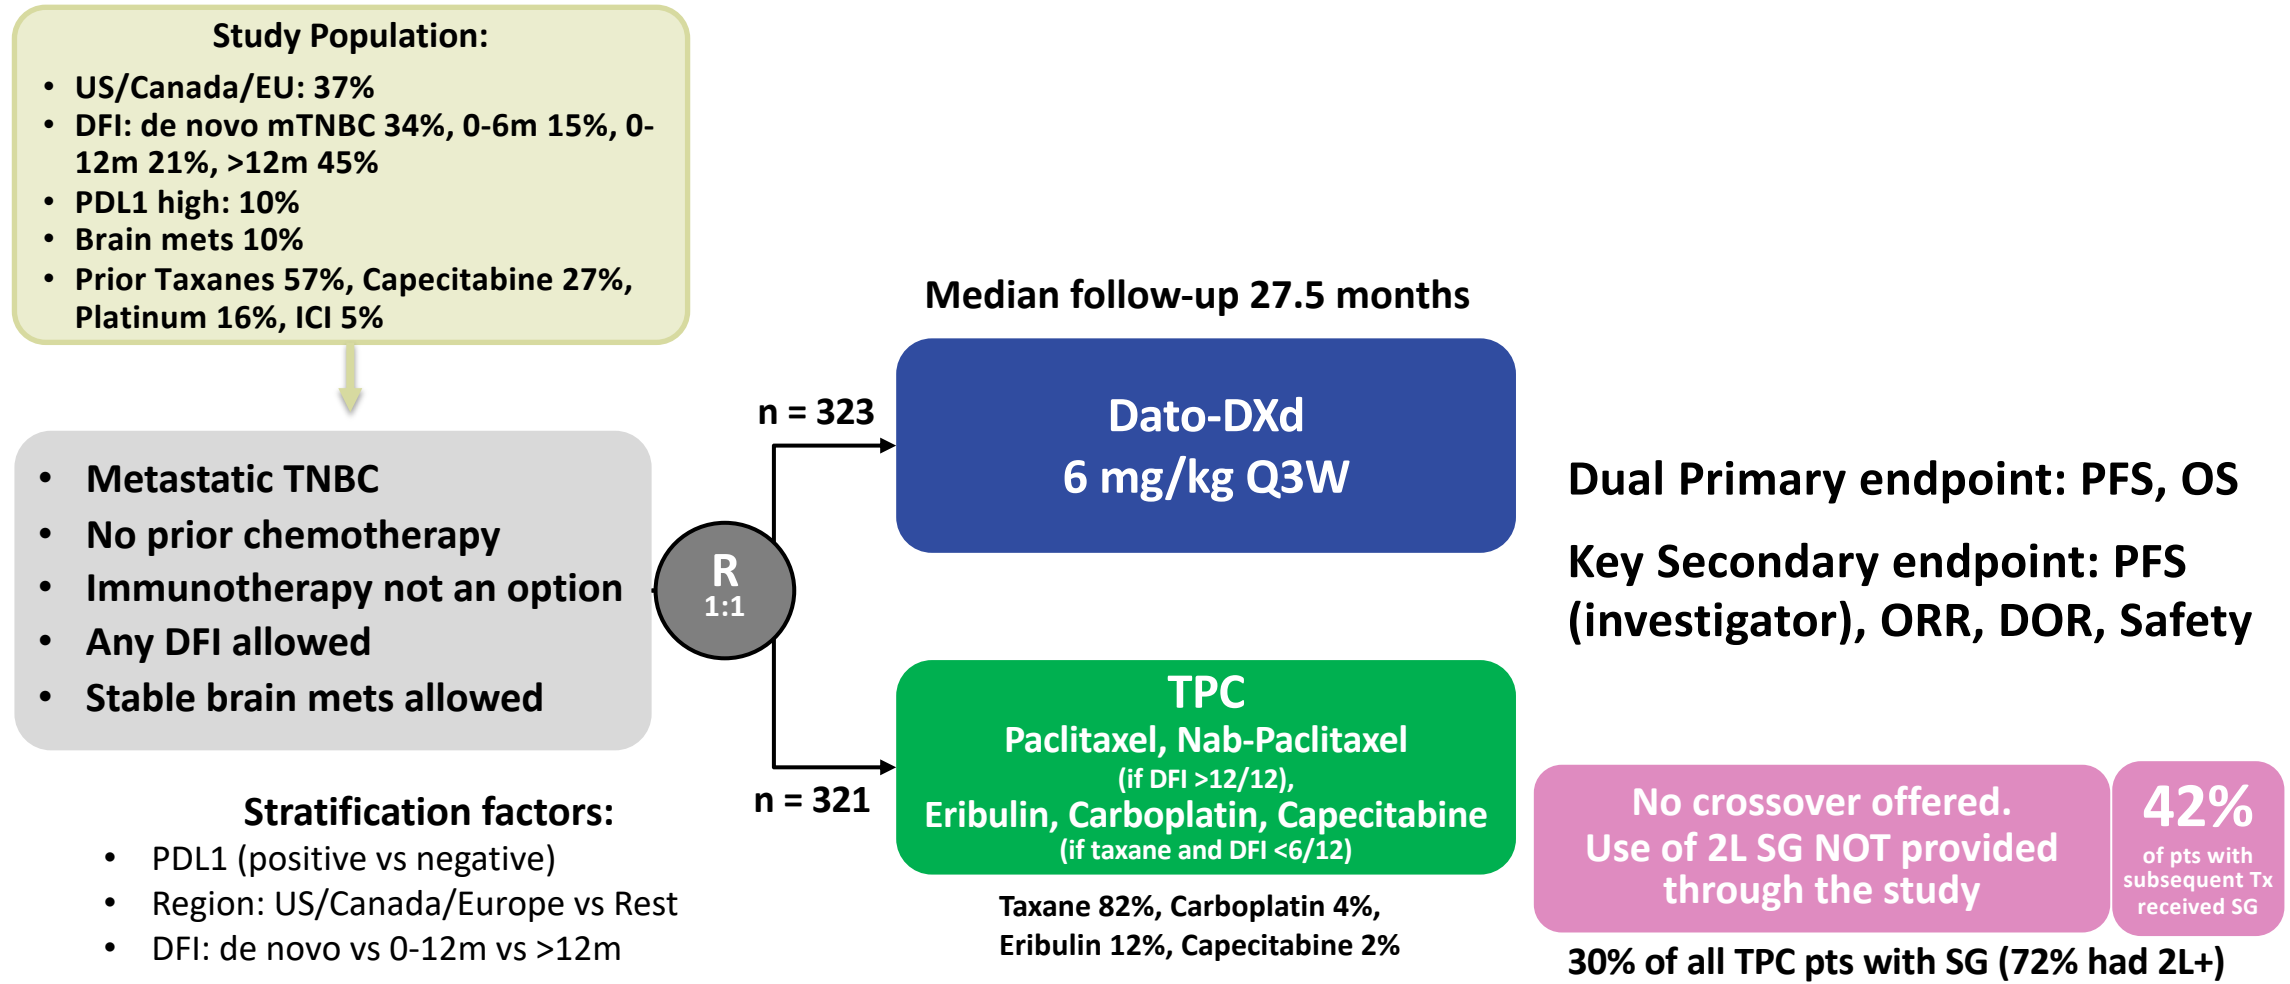 Study Population:
• US/Canada/EU: 37%
• DFI: de novo mTNBC 34%, 0-6m 15%, 0-
12m 21%, >12m 45%
• PDL1 high: 10%
• Brain mets 10%
• Prior Taxanes 57%, Capecitabine 27%,
Platinum 16%, ICI 5%
• Metastatic TNBC
• No prior chemotherapy
• Immunotherapy not an option
• Any DFI allowed
• Stable brain mets allowed
Stratification factors:
• PDL1 (positive vs negative)
• Region: US/Canada/Europe vs Rest
• DFI: de novo vs 0-12m vs >12m
R
1:1
Median follow-up 27.5 months
n = 323
Dato-DXd
6 mg/kg Q3W
n = 321
TPC
Paclitaxel, Nab-Paclitaxel
(if DFI >12/12),
Eribulin, Carboplatin, Capecitabine
(if taxane and DFI <6/12)
Taxane 82%, Carboplatin 4%,
Eribulin 12%, Capecitabine 2%
Dual Primary endpoint: PFS, OS
Key Secondary endpoint: PFS
(investigator), ORR, DOR, Safety
No crossover offered.
Use of 2L SG NOT provided
through the study
42%
of pts with
subsequent Tx
received SG
30% of all TPC pts with SG (72% had 2L+)